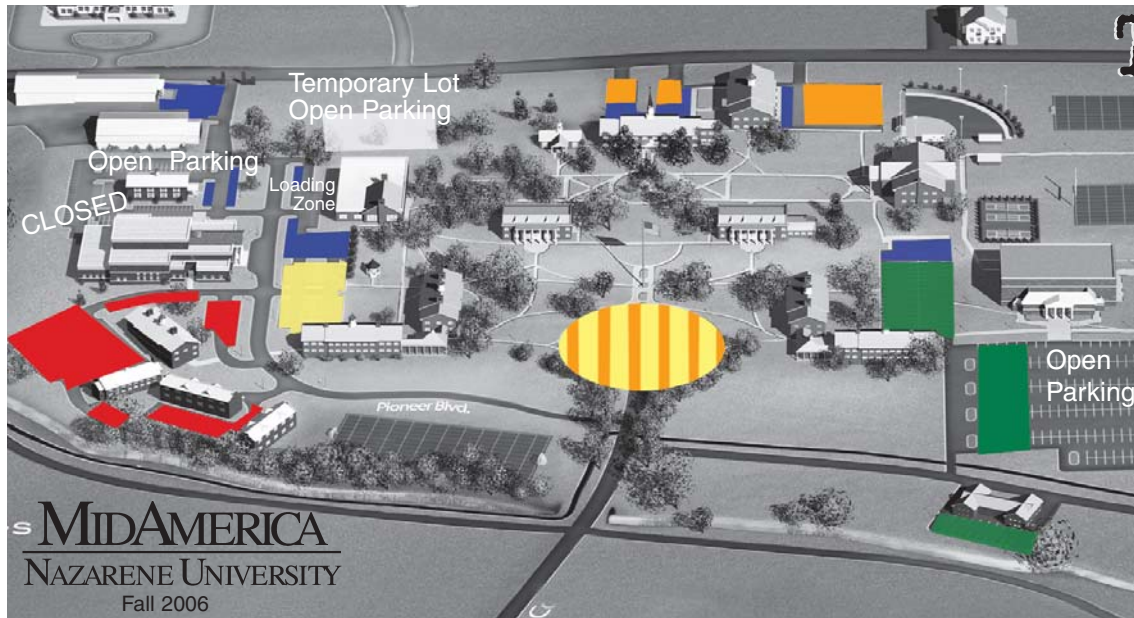 Temporary Lot
Open Parking
Open Parking
Loading
Zone
CLOSED
Open
Parking
Pioneer Blvd.
MIDAMERICA
NAZARENE UNIVERSITY
Fall 2006